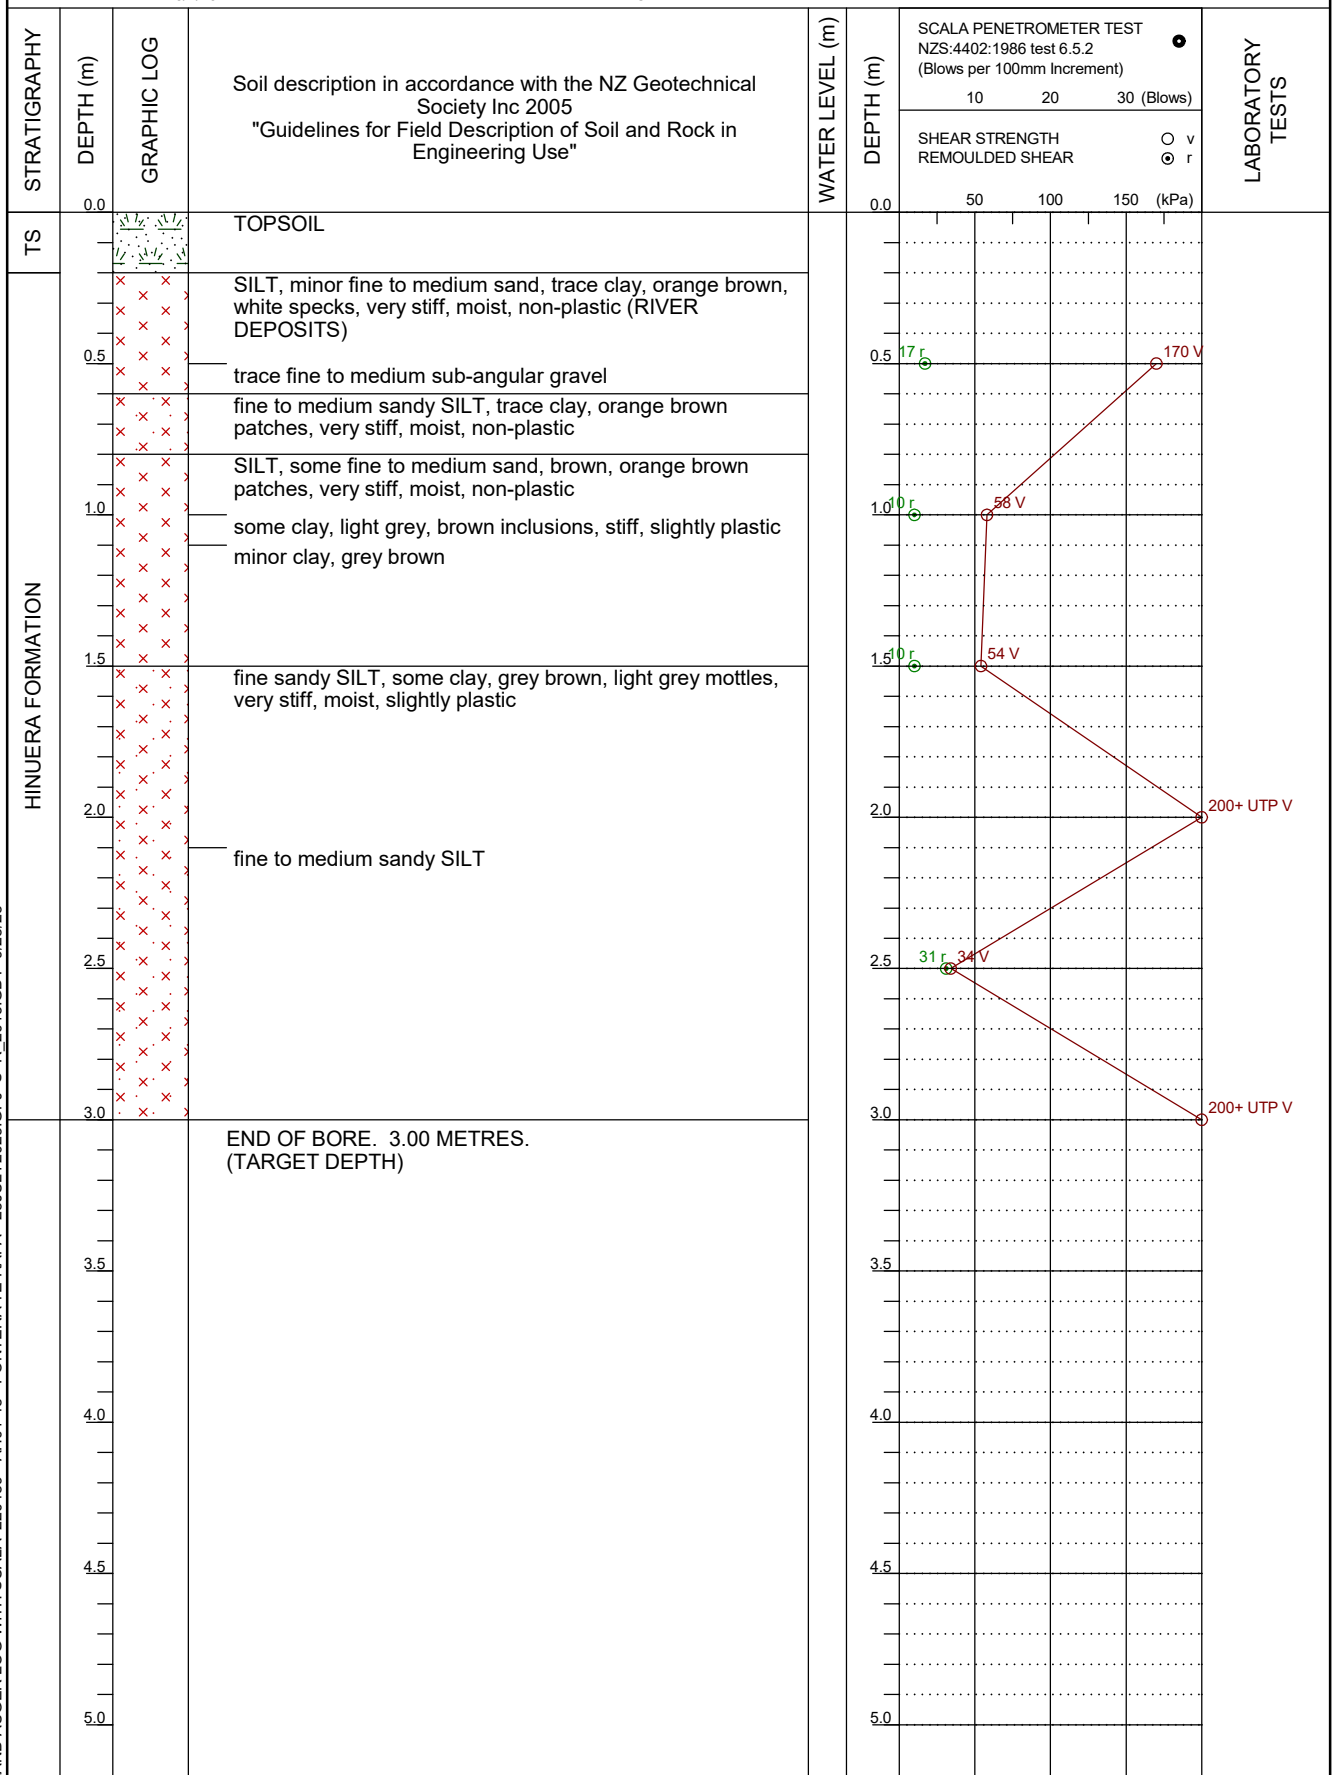 STRATIGRAPHY
DEPTH (m)
GRAPHIC LOG
Soil description in accordance with the NZ Geotechnical
Society Inc 2005
"Guidelines for Field Description of Soil and Rock in
Engineering Use"
WATER LEVEL (m)
DEPTH (m)
SCALA PENETROMETER TEST
NZS:4402:1986 test 6.5.2
(Blows per 100mm Increment)
10 20 30 (Blows)
SHEAR STRENGTH v
REMOULDED SHEAR r
50 100 150 (kPa)
LABORATORY
TESTS
0.0 0.0
TS
TOPSOIL
HINUERA FORMATION
SILT, minor fine to medium sand, trace clay, orange brown,
white specks, very stiff, moist, non-plastic (RIVER
DEPOSITS)
0.5 0.5 17 r 170 V
trace fine to medium sub-angular gravel
fine to medium sandy SILT, trace clay, orange brown
patches, very stiff, moist, non-plastic
SILT, some fine to medium sand, brown, orange brown
patches, very stiff, moist, non-plastic
1.0 1.0 10 r 58 V
some clay, light grey, brown inclusions, stiff, slightly plastic
minor clay, grey brown
1.5 1.5 10 r 54 V
fine sandy SILT, some clay, grey brown, light grey mottles,
very stiff, moist, slightly plastic
2.0 2.0 200+ UTP V
fine to medium sandy SILT
2.5 2.5 31 r 34 V
3.0 3.0 200+ UTP V
END OF BORE. 3.00 METRES.
(TARGET DEPTH)
3.5 3.5
4.0 4.0
4.5 4.5
5.0 5.0